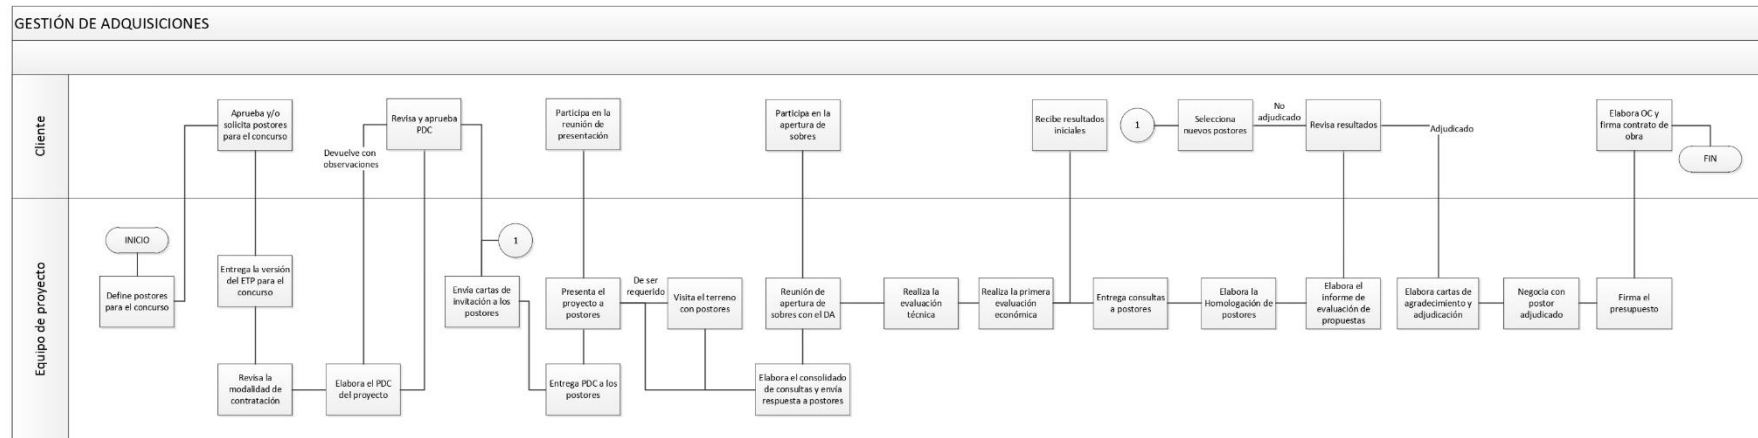 GESTIÓN DE ADQUISICIONES
Cliente
Aprueba y/o
solicita postores
para el concurso
Revisa y aprueba
PDC
Devuelve con
observaciones
Participa en la
reunión de
presentación
Participa en la
apertura de
sobres
Recibe resultados
iniciales
1
Selecciona
nuevos postores
No
adjudicado
Revisa resultados
Adjudicado
Elabora OC y
firma contrato de
obra
FIN
Equipo de proyecto
INICIO
Define postores
para el concurso
Entrega la versión
del ETP para el
concurso
Revisa la
modalidad de
contratación
Elabora el PDC
del proyecto
1
Envía cartas de
invitación a los
postores
Presenta el
proyecto a
postores
Entrega PDC a los
postores
De ser
requerido
Visita el terreno
con postores
Reunión de
apertura de
sobres con el DA
Elabora el consolidado
de consultas y envía
respuesta a postores
Realiza la
evaluación
técnica
Realiza la primera
evaluación
económica
Entrega consultas
a postores
Elabora la
Homologación de
postores
Elabora el
informe de
evaluación de
propuestas
Elabora cartas de
agradecimiento y
adjudicación
Negocia con
postor
adjudicado
Firma el
presupuesto